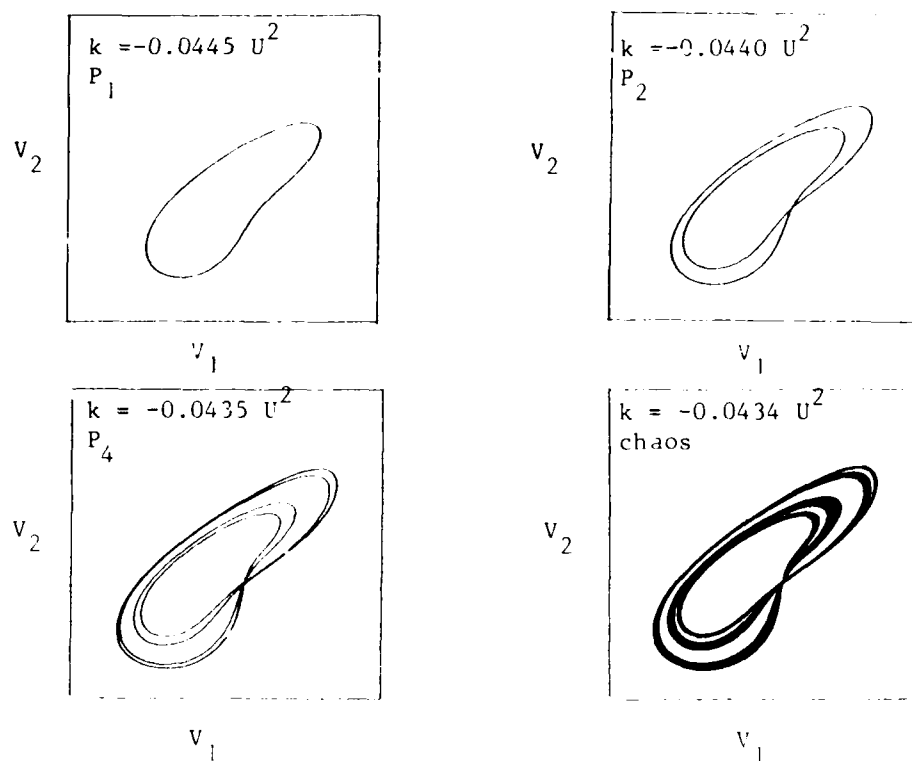 k =-0.0445 U²
P₁
V₂
V₁
k =-0.0440 U²
P₂
V₂
V₁
k = -0.0435 U²
P₄
V₂
V₁
k = -0.0434 U²
chaos
V₂
V₁